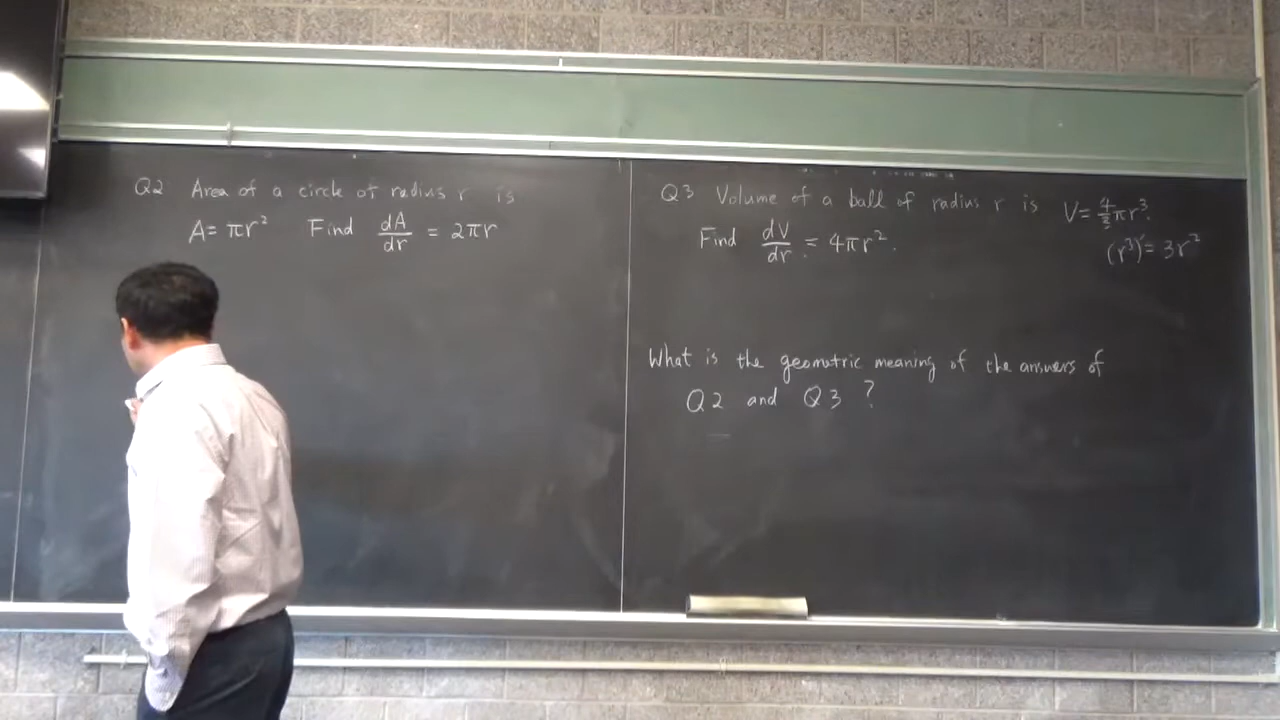 Q2 Area of a circle of radius r is
A = πr² Find dA/dr = 2πr
Q3 Volume of a ball of radius r is V = 4/3 πr³.
Find dV/dr = 4πr².
(r³)' = 3r²
What is the geometric meaning of the answers of
Q2 and Q3 ?